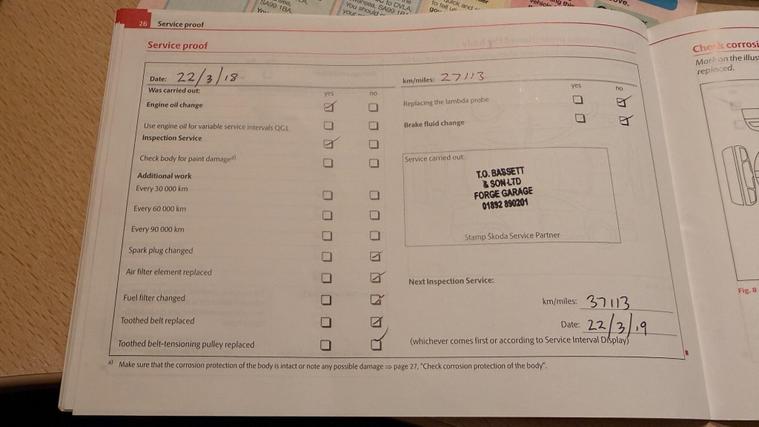 26 Service proof
Service proof
Date: 22/3/18
km/miles: 27113
Was carried out:
yes no
yes no
Engine oil change
Use engine oil for variable service intervals QG1.
Inspection Service
Check body for paint damage a)
Additional work
Every 30 000 km
Every 60 000 km
Every 90 000 km
Spark plug changed
Air filter element replaced
Fuel filter changed
Toothed belt replaced
Toothed belt-tensioning pulley replaced
Replacing the lambda probe
Brake fluid change
Service carried out:
T.O. BASSETT
& SON LTD
FORGE GARAGE
01892 890201
Stamp Škoda Service Partner
Next Inspection Service:
km/miles: 37113
Date: 22/3/19
(whichever comes first or according to Service Interval Display)
a) Make sure that the corrosion protection of the body is intact or note any possible damage ⇒ page 27, "Check corrosion protection of the body".
Check corrosi
Mark on the illus
replaced.
Fig. 8